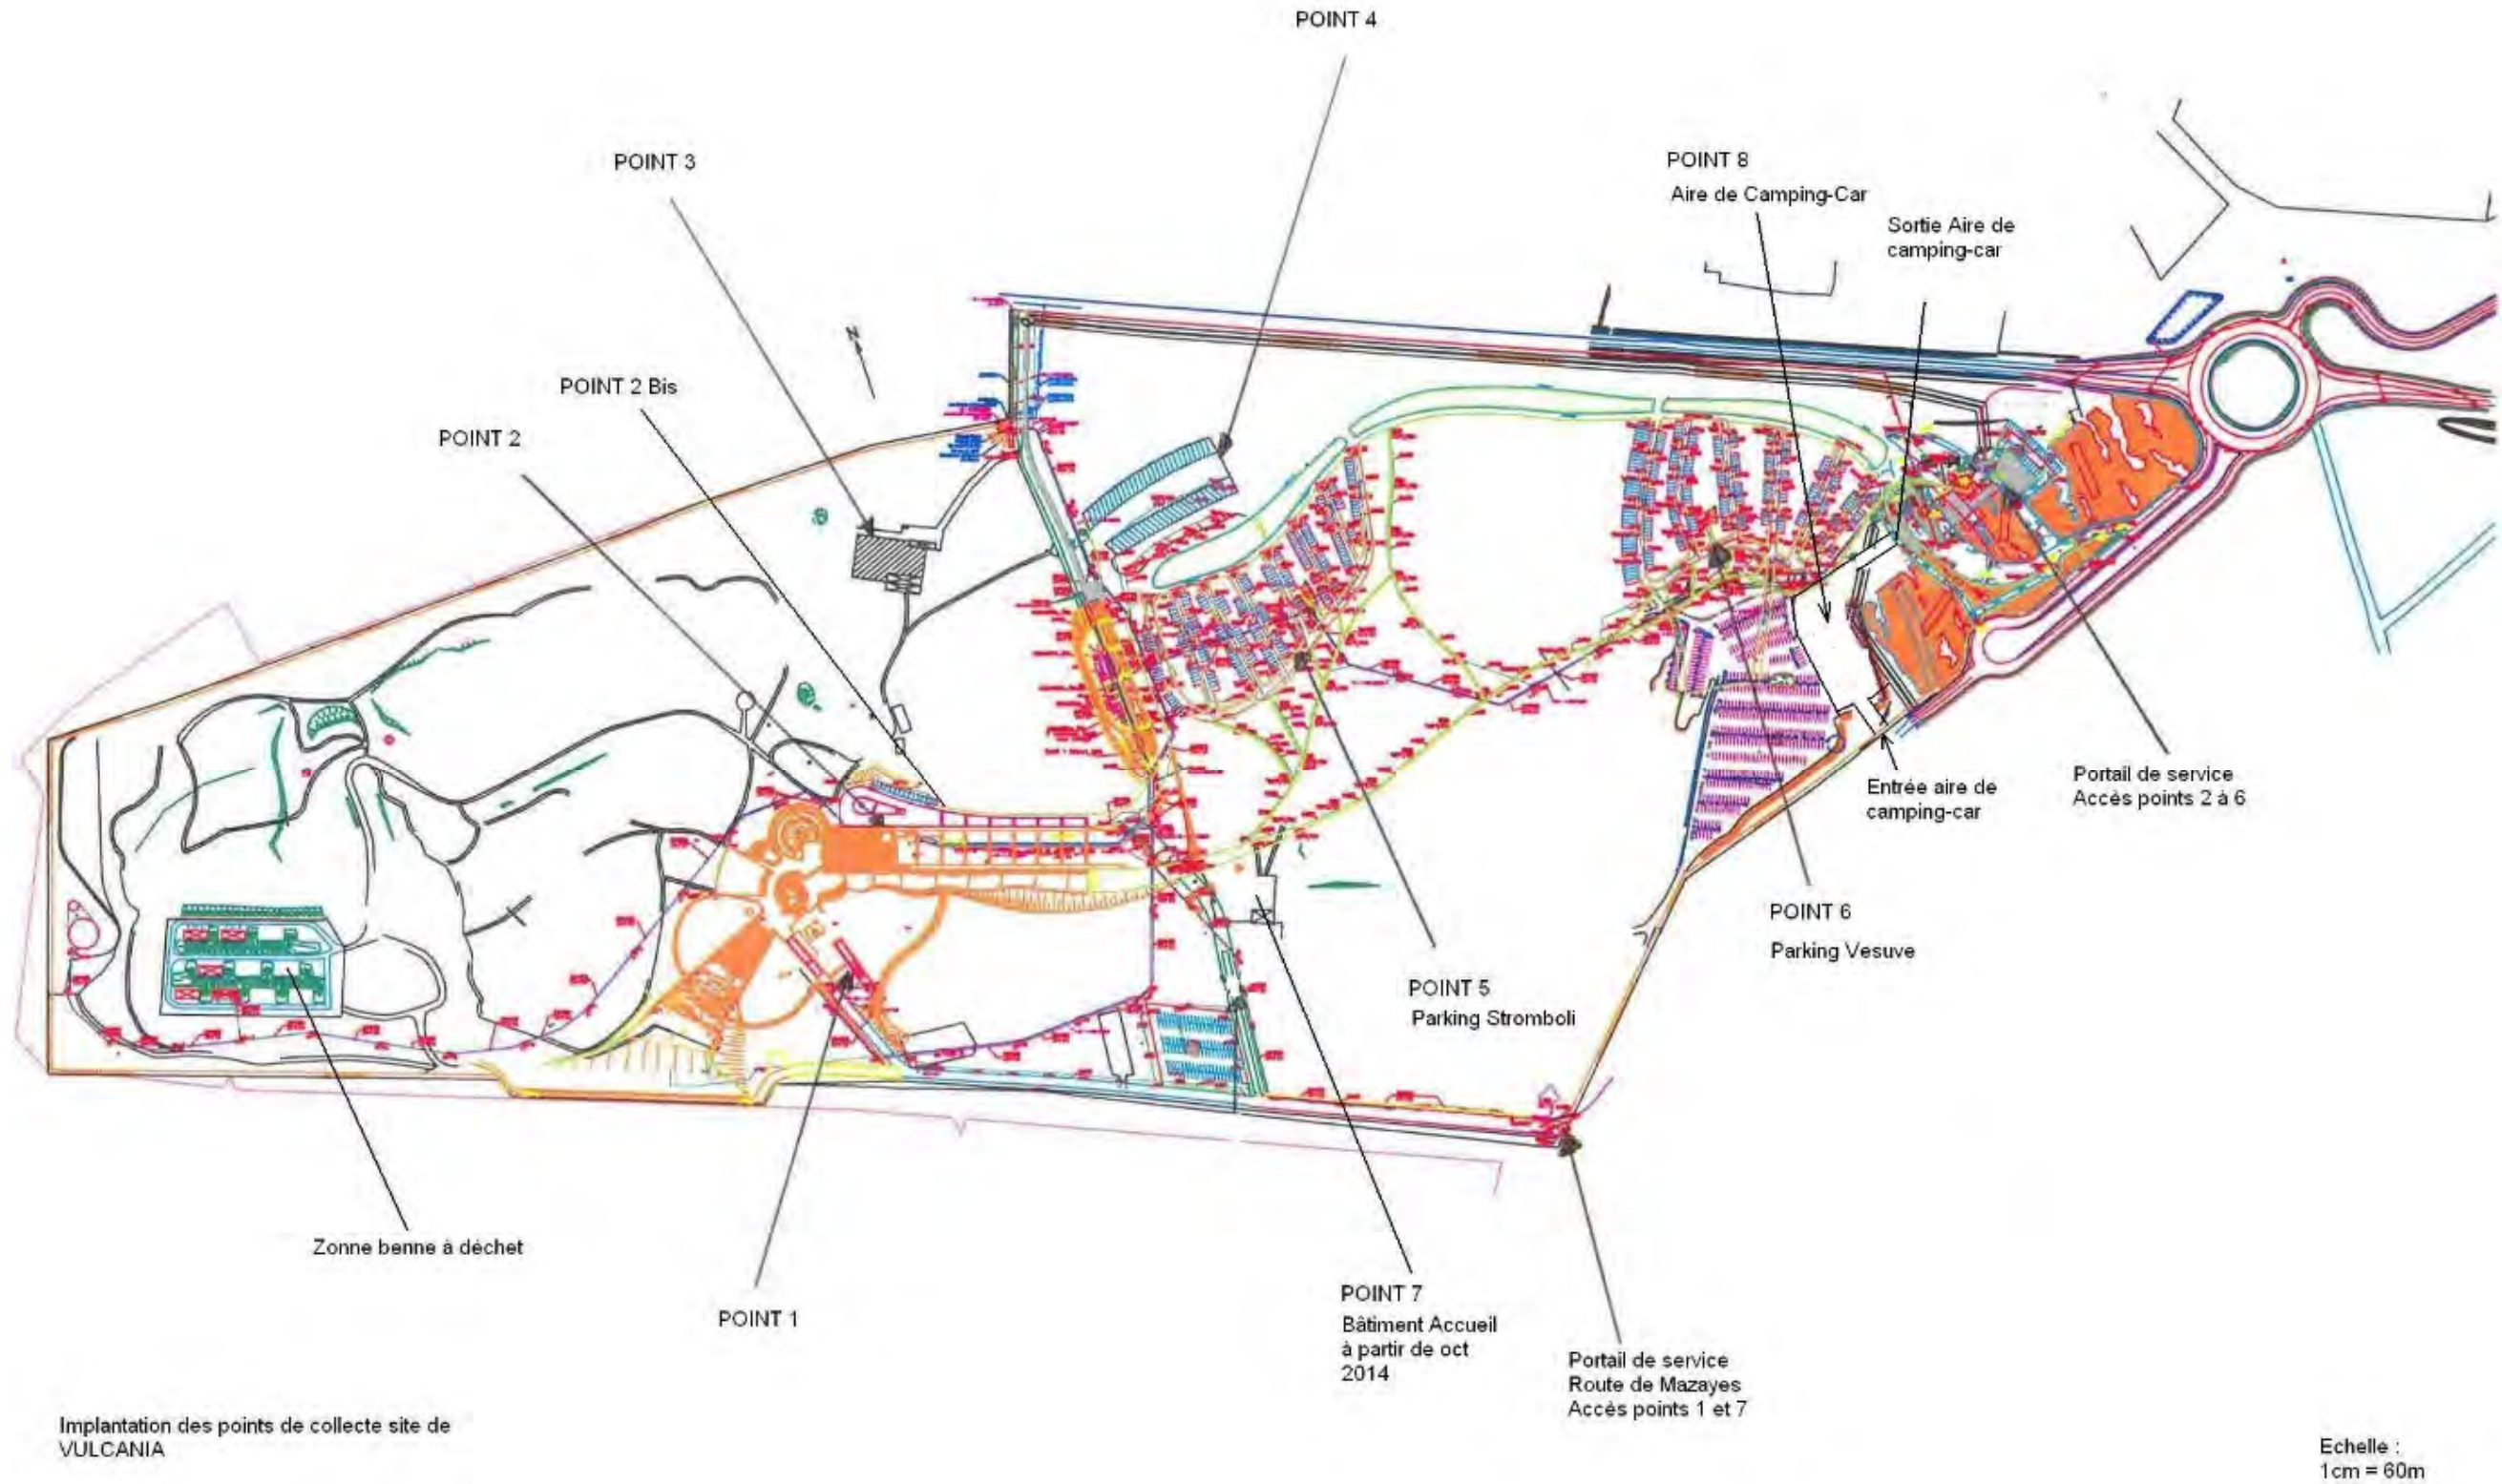 POINT 4
POINT 3
POINT 8
Aire de Camping-Car
Sortie Aire de
camping-car
N
POINT 2 Bis
POINT 2
Portail de service
Accès points 2 à 6
Entrée aire de
camping-car
POINT 6
Parking Vesuve
POINT 5
Parking Stromboli
Zonne benne à déchet
POINT 1
POINT 7
Bâtiment Accueil
à partir de oct
2014
Portail de service
Route de Mazayes
Accès points 1 et 7
Implantation des points de collecte site de
VULCANIA
Echelle :
1cm = 60m